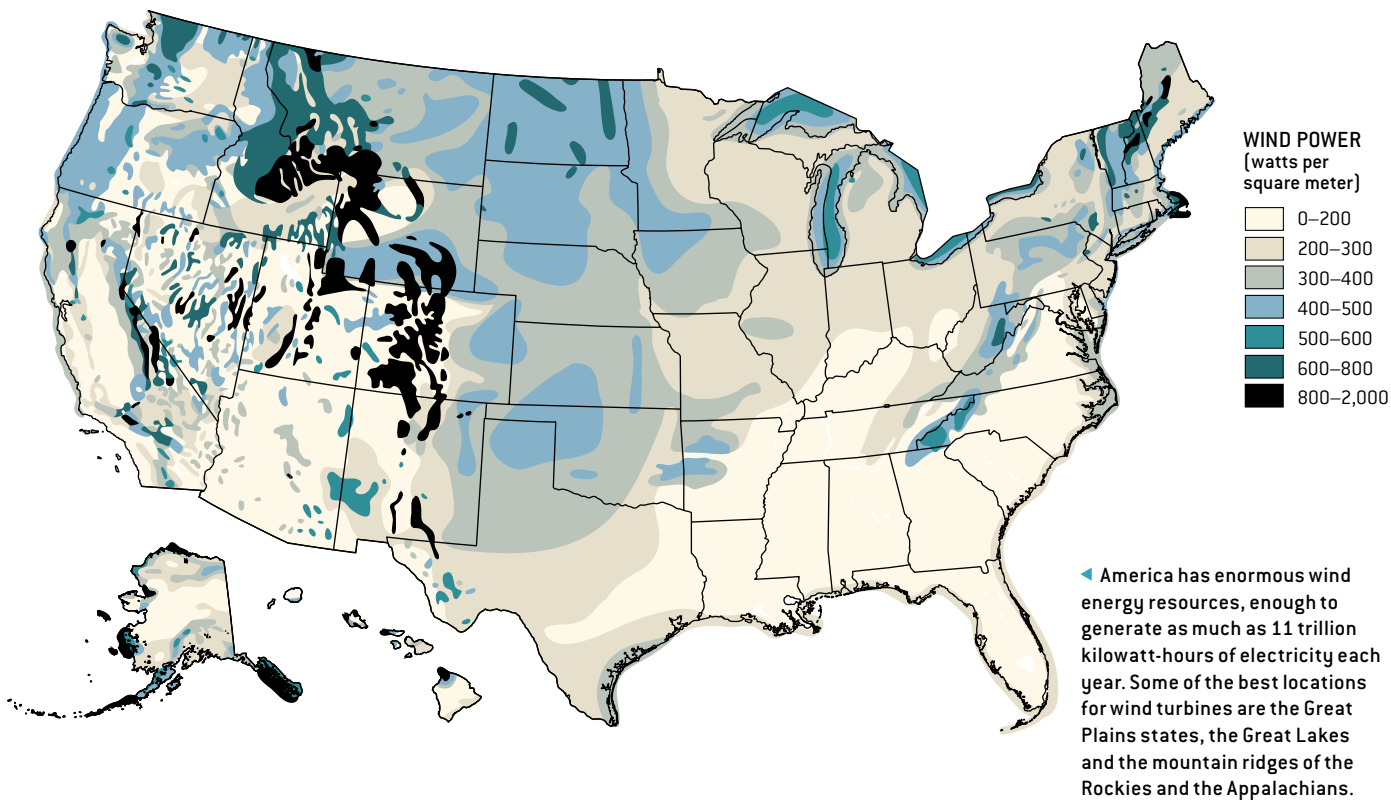 WIND POWER
(watts per
square meter)
0–200
200–300
300–400
400–500
500–600
600–800
800–2,000
America has enormous wind
energy resources, enough to
generate as much as 11 trillion
kilowatt-hours of electricity each
year. Some of the best locations
for wind turbines are the Great
Plains states, the Great Lakes
and the mountain ridges of the
Rockies and the Appalachians.